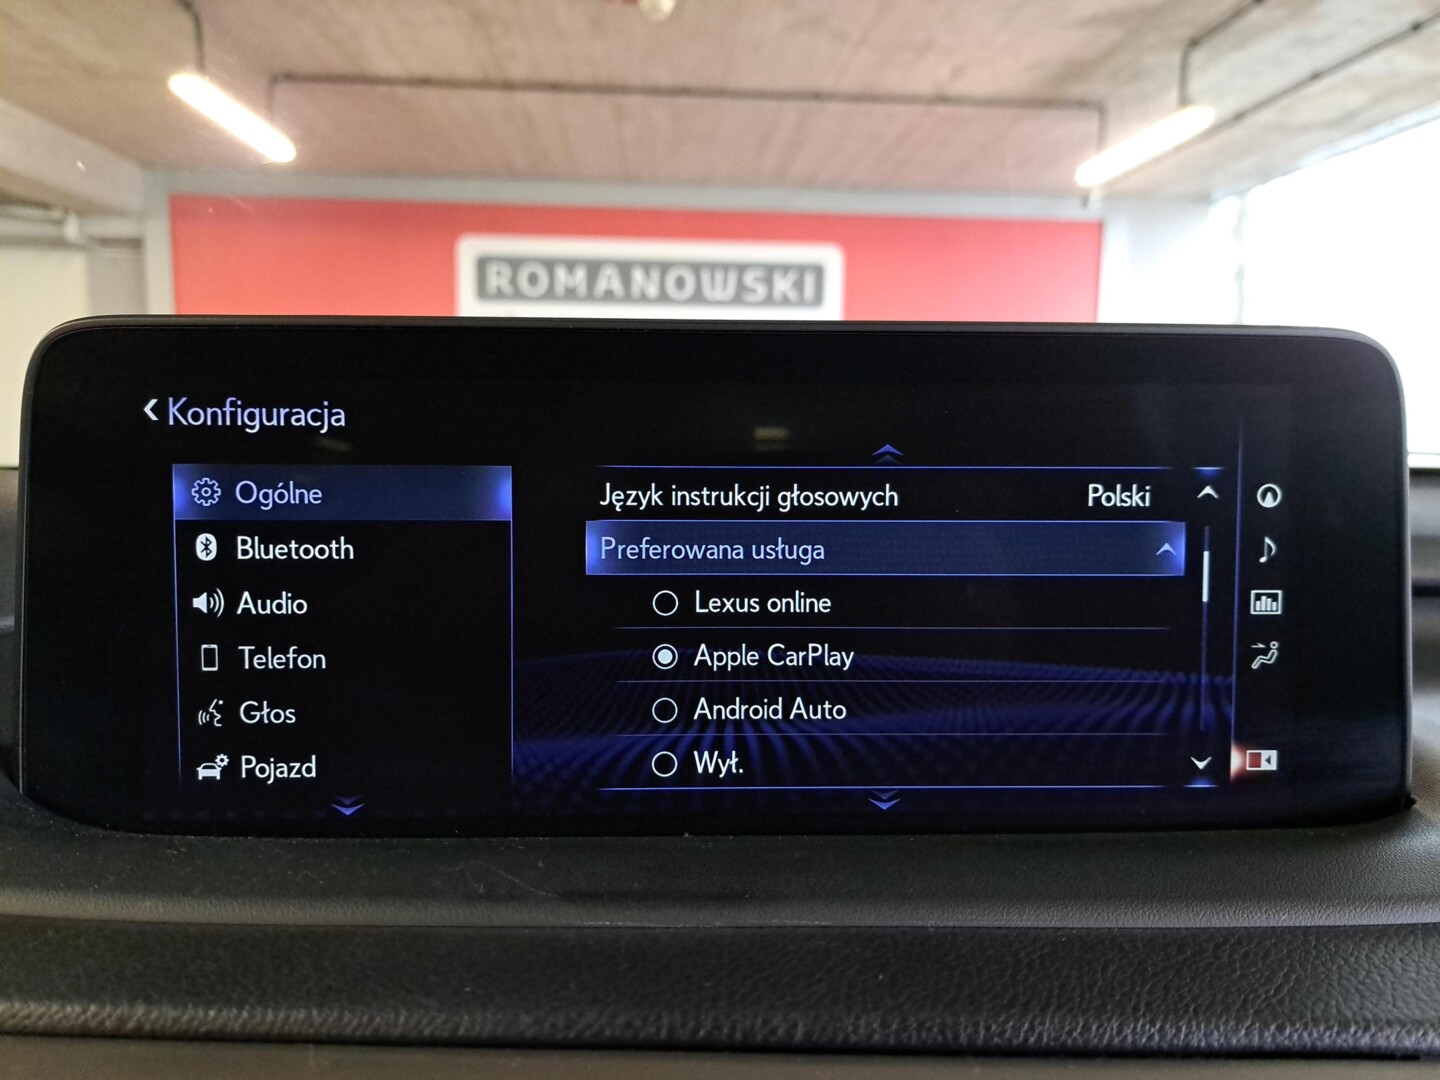 ROMANOWSKI
Konfiguracja
Ogólne
Bluetooth
Audio
Telefon
Głos
Pojazd
Język instrukcji głosowych Polski
Preferowana usługa
Lexus online
Apple CarPlay
Android Auto
Wył.